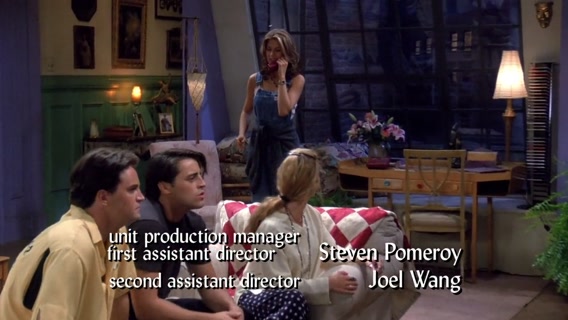 unit production manager
first assistant director Steven Pomeroy
second assistant director Joel Wang